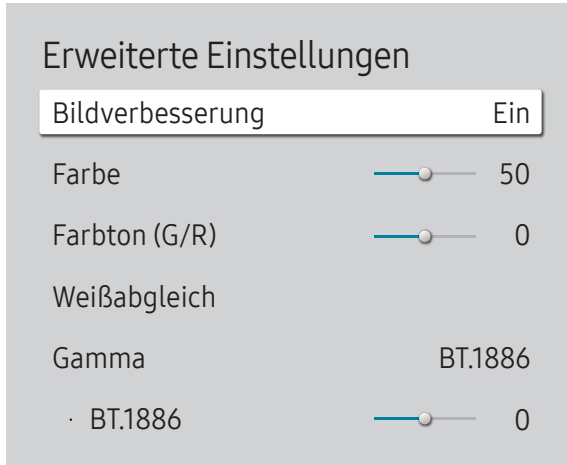 Erweiterte Einstellungen
Bildverbesserung Ein
Farbe 50
Farbton (G/R) 0
Weißabgleich
Gamma BT.1886
· BT.1886 0